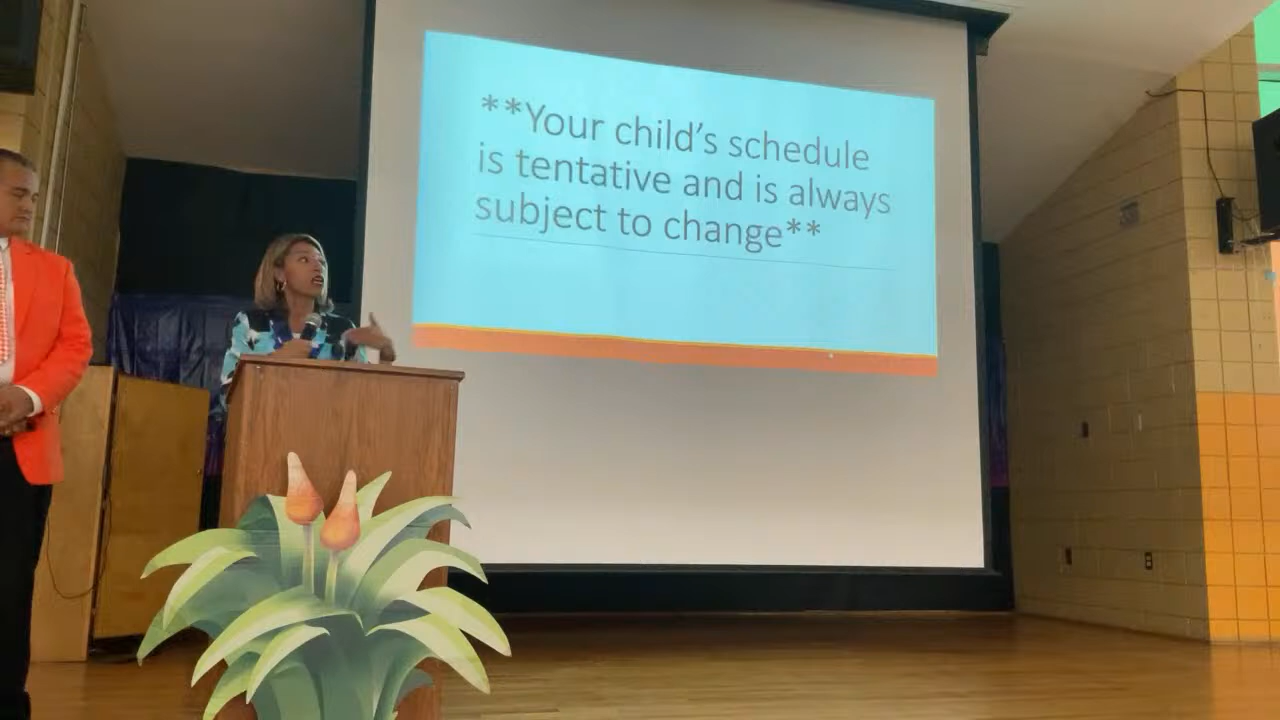 **Your child's schedule
is tentative and is always
subject to change**